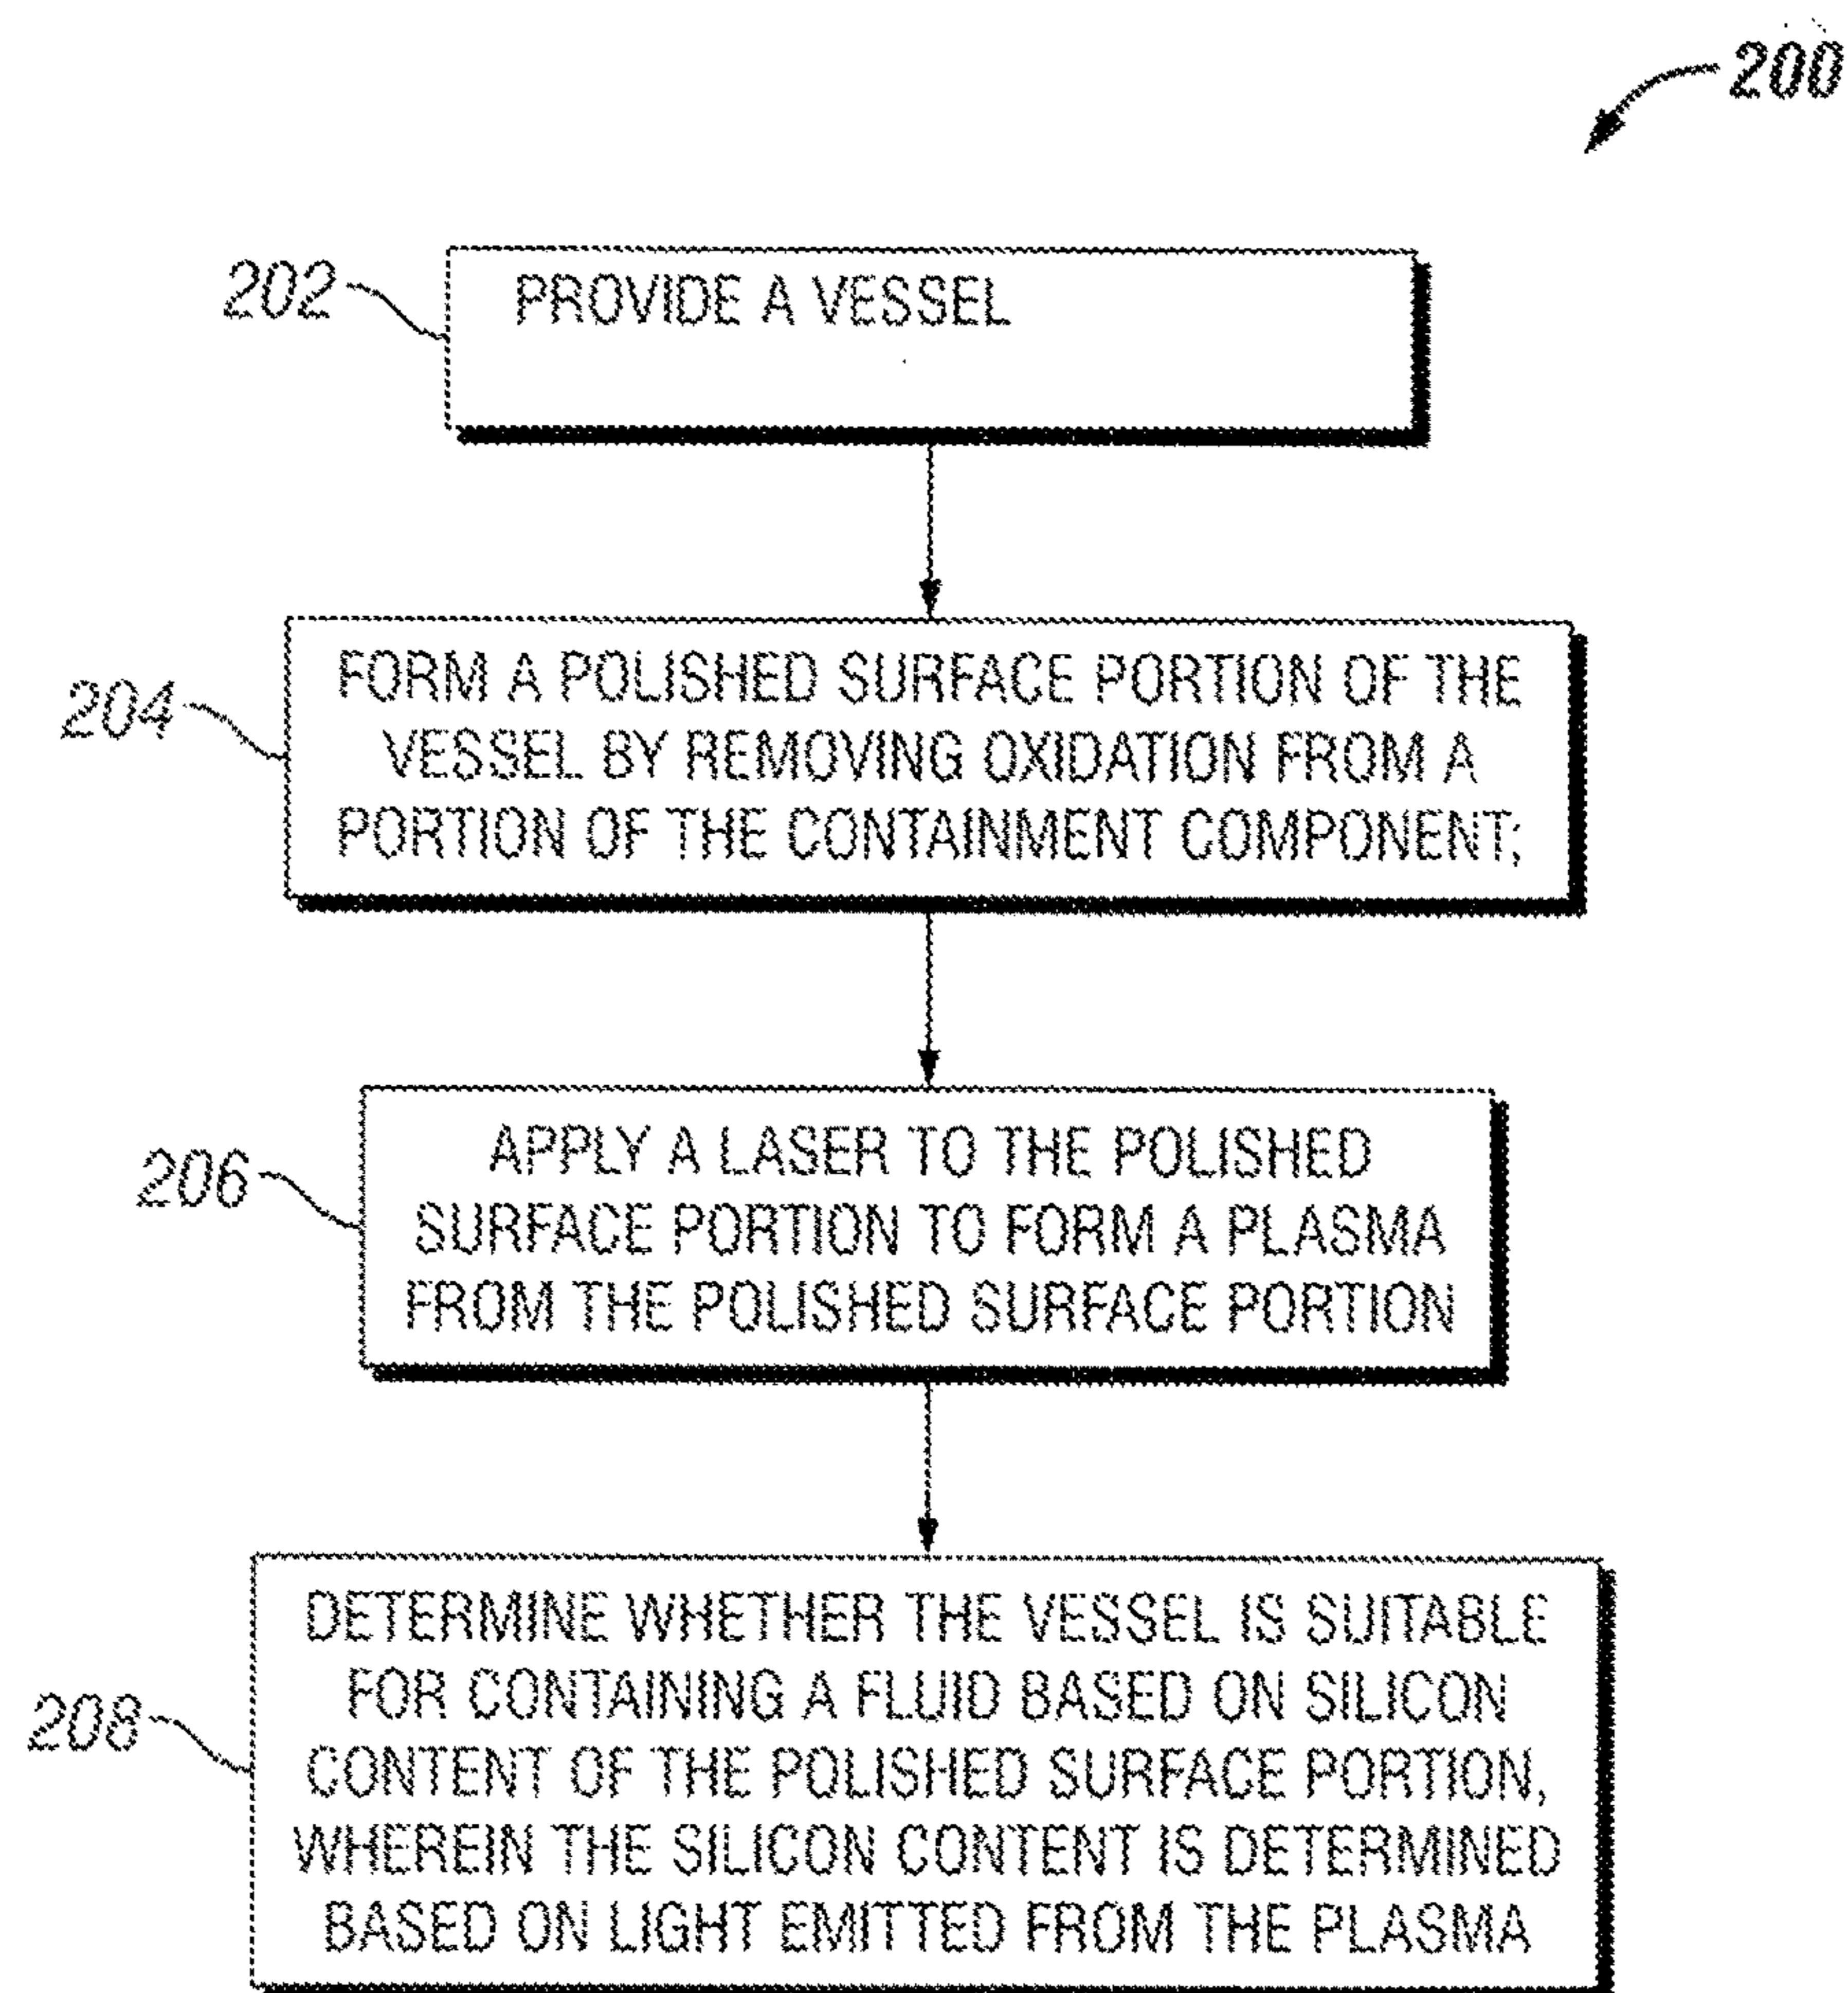 200
202
PROVIDE A VESSEL
204
FORM A POLISHED SURFACE PORTION OF THE
VESSEL BY REMOVING OXIDATION FROM A
PORTION OF THE CONTAINMENT COMPONENT;
206
APPLY A LASER TO THE POLISHED
SURFACE PORTION TO FORM A PLASMA
FROM THE POLISHED SURFACE PORTION
208
DETERMINE WHETHER THE VESSEL IS SUITABLE
FOR CONTAINING A FLUID BASED ON SILICON
CONTENT OF THE POLISHED SURFACE PORTION,
WHEREIN THE SILICON CONTENT IS DETERMINED
BASED ON LIGHT EMITTED FROM THE PLASMA